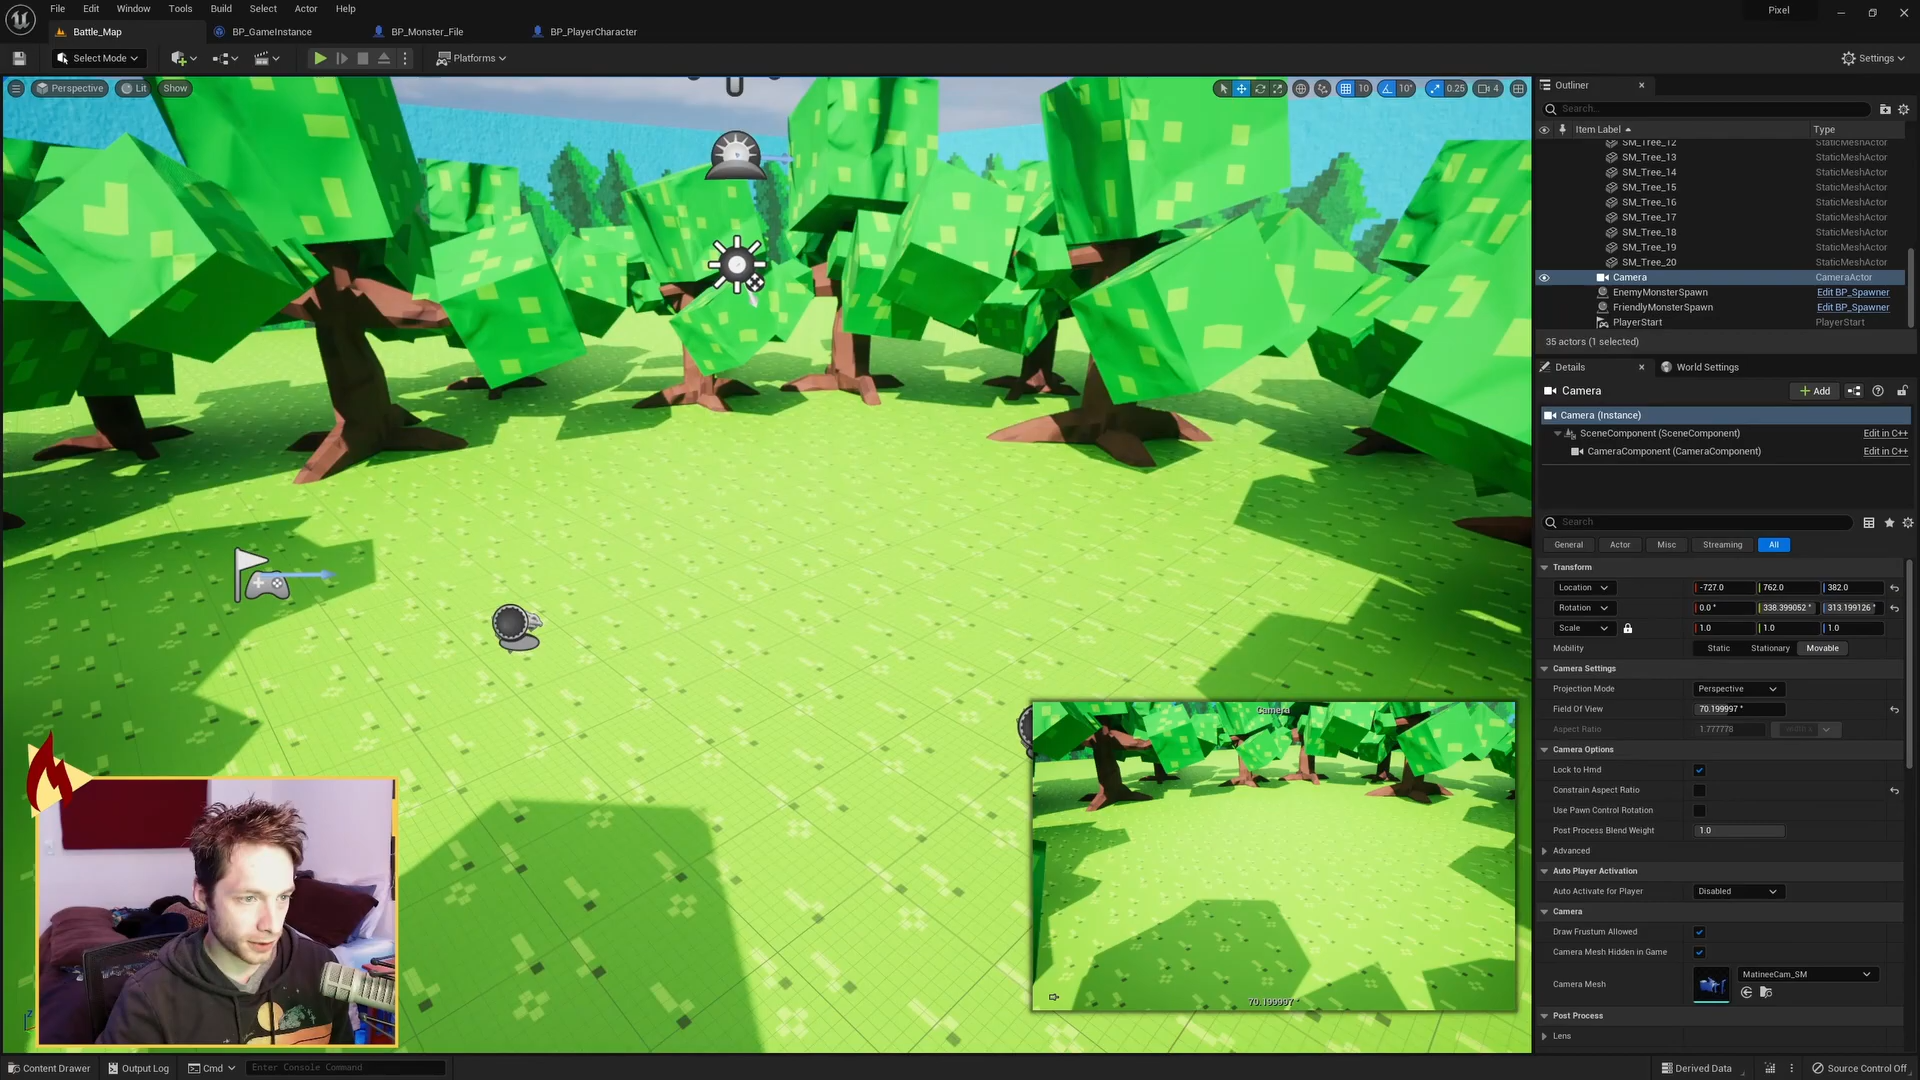 File Edit Window Tools Build Select Actor Help
Pixel
Battle_Map BP_GameInstance BP_Monster_File BP_PlayerCharacter
Select Mode Platforms Settings
Perspective Lit Show
10 10° 0.25 4
Outliner
Search...
Item Label Type
SM_Tree_12 StaticMeshActor
SM_Tree_13 StaticMeshActor
SM_Tree_14 StaticMeshActor
SM_Tree_15 StaticMeshActor
SM_Tree_16 StaticMeshActor
SM_Tree_17 StaticMeshActor
SM_Tree_18 StaticMeshActor
SM_Tree_19 StaticMeshActor
SM_Tree_20 StaticMeshActor
Camera CameraActor
EnemyMonsterSpawn Edit BP_Spawner
FriendlyMonsterSpawn Edit BP_Spawner
PlayerStart PlayerStart
35 actors (1 selected)
Details World Settings
Camera Add
Camera (Instance)
SceneComponent (SceneComponent) Edit in C++
CameraComponent (CameraComponent) Edit in C++
Search
General Actor Misc Streaming All
Transform
Location -727.0 762.0 382.0
Rotation 0.0° 338.399052° 313.199126°
Scale 1.0 1.0 1.0
Mobility Static Stationary Movable
Camera Settings
Projection Mode Perspective
Field Of View 70.199997°
Aspect Ratio 1.777778
Camera Options
Lock to Hmd
Constrain Aspect Ratio
Use Pawn Control Rotation
Post Process Blend Weight 1.0
Advanced
Auto Player Activation
Auto Activate for Player Disabled
Camera
Draw Frustum Allowed
Camera Mesh Hidden in Game
Camera Mesh MatineeCam_SM
Post Process
Lens
Camera
70.199997
Content Drawer Output Log Cmd Enter Console Command Derived Data Source Control Off